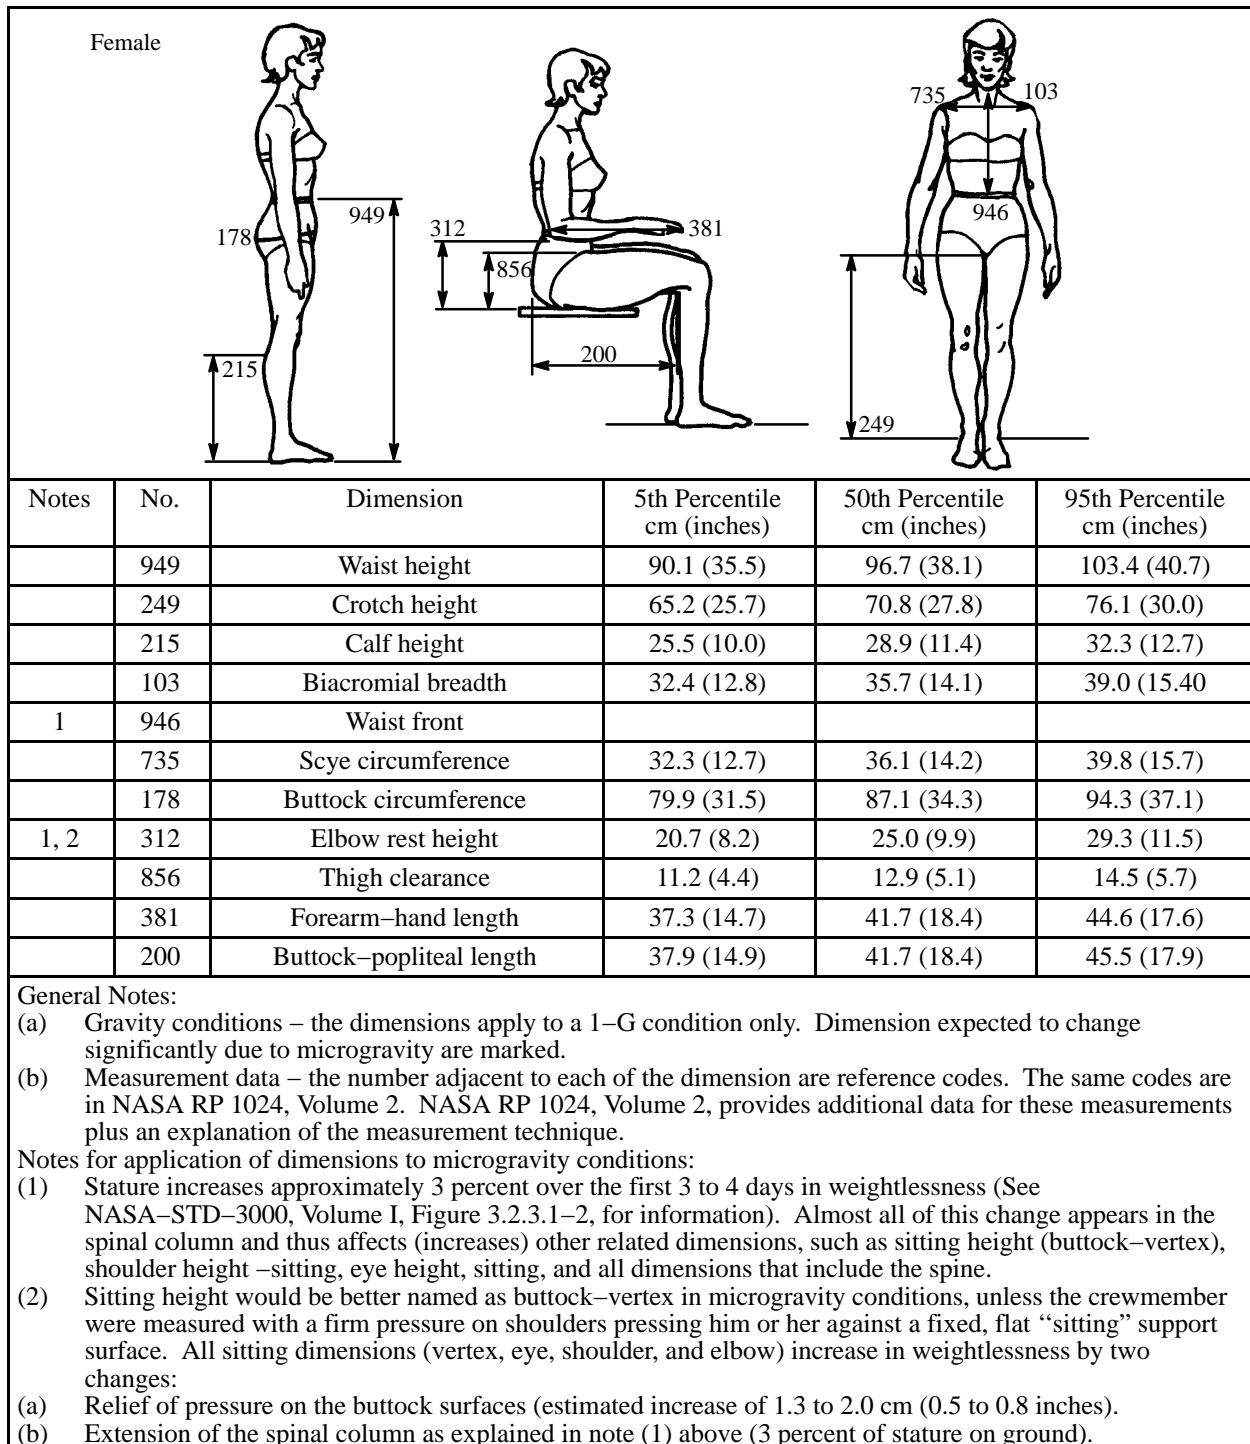 Female
735
103
949
946
178
312
381
856
215
200
249
Notes No. Dimension 5th Percentile cm (inches) 50th Percentile cm (inches) 95th Percentile cm (inches)
949 Waist height 90.1 (35.5) 96.7 (38.1) 103.4 (40.7)
249 Crotch height 65.2 (25.7) 70.8 (27.8) 76.1 (30.0)
215 Calf height 25.5 (10.0) 28.9 (11.4) 32.3 (12.7)
103 Biacromial breadth 32.4 (12.8) 35.7 (14.1) 39.0 (15.40
1 946 Waist front
735 Scye circumference 32.3 (12.7) 36.1 (14.2) 39.8 (15.7)
178 Buttock circumference 79.9 (31.5) 87.1 (34.3) 94.3 (37.1)
1, 2 312 Elbow rest height 20.7 (8.2) 25.0 (9.9) 29.3 (11.5)
856 Thigh clearance 11.2 (4.4) 12.9 (5.1) 14.5 (5.7)
381 Forearm−hand length 37.3 (14.7) 41.7 (18.4) 44.6 (17.6)
200 Buttock−popliteal length 37.9 (14.9) 41.7 (18.4) 45.5 (17.9)
General Notes:
(a) Gravity conditions – the dimensions apply to a 1–G condition only. Dimension expected to change
significantly due to microgravity are marked.
(b) Measurement data – the number adjacent to each of the dimension are reference codes. The same codes are
in NASA RP 1024, Volume 2. NASA RP 1024, Volume 2, provides additional data for these measurements
plus an explanation of the measurement technique.
Notes for application of dimensions to microgravity conditions:
(1) Stature increases approximately 3 percent over the first 3 to 4 days in weightlessness (See
NASA−STD−3000, Volume I, Figure 3.2.3.1−2, for information). Almost all of this change appears in the
spinal column and thus affects (increases) other related dimensions, such as sitting height (buttock−vertex),
shoulder height −sitting, eye height, sitting, and all dimensions that include the spine.
(2) Sitting height would be better named as buttock−vertex in microgravity conditions, unless the crewmember
were measured with a firm pressure on shoulders pressing him or her against a fixed, flat ‘‘sitting” support
surface. All sitting dimensions (vertex, eye, shoulder, and elbow) increase in weightlessness by two
changes:
(a) Relief of pressure on the buttock surfaces (estimated increase of 1.3 to 2.0 cm (0.5 to 0.8 inches).
(b) Extension of the spinal column as explained in note (1) above (3 percent of stature on ground).